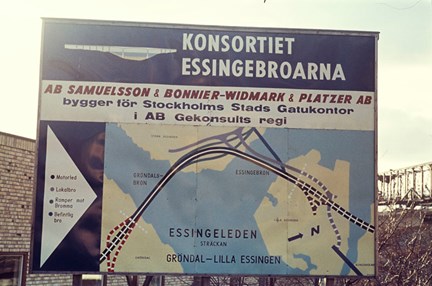 KONSORTIET
ESSINGEBROARNA
AB SAMUELSSON & BONNIER-WIDMARK & PLATZER AB
bygger för Stockholms Stads Gatukontor
i AB Gekonsults regi
Motorled
Lokalbro
Ramper mot
Bromma
Befintlig
bro
GRÖNDALS-
BRON
ESSINGEBRON
ESSINGELEDEN
STRÄCKAN
GRÖNDAL-LILLA ESSINGEN
N